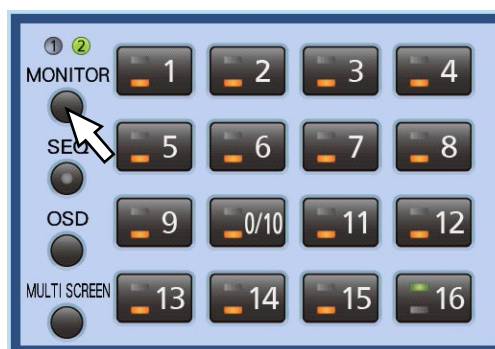 1 2
MONITOR 1 2 3 4
SEQ 5 6 7 8
OSD 9 0/10 11 12
MULTI SCREEN 13 14 15 16